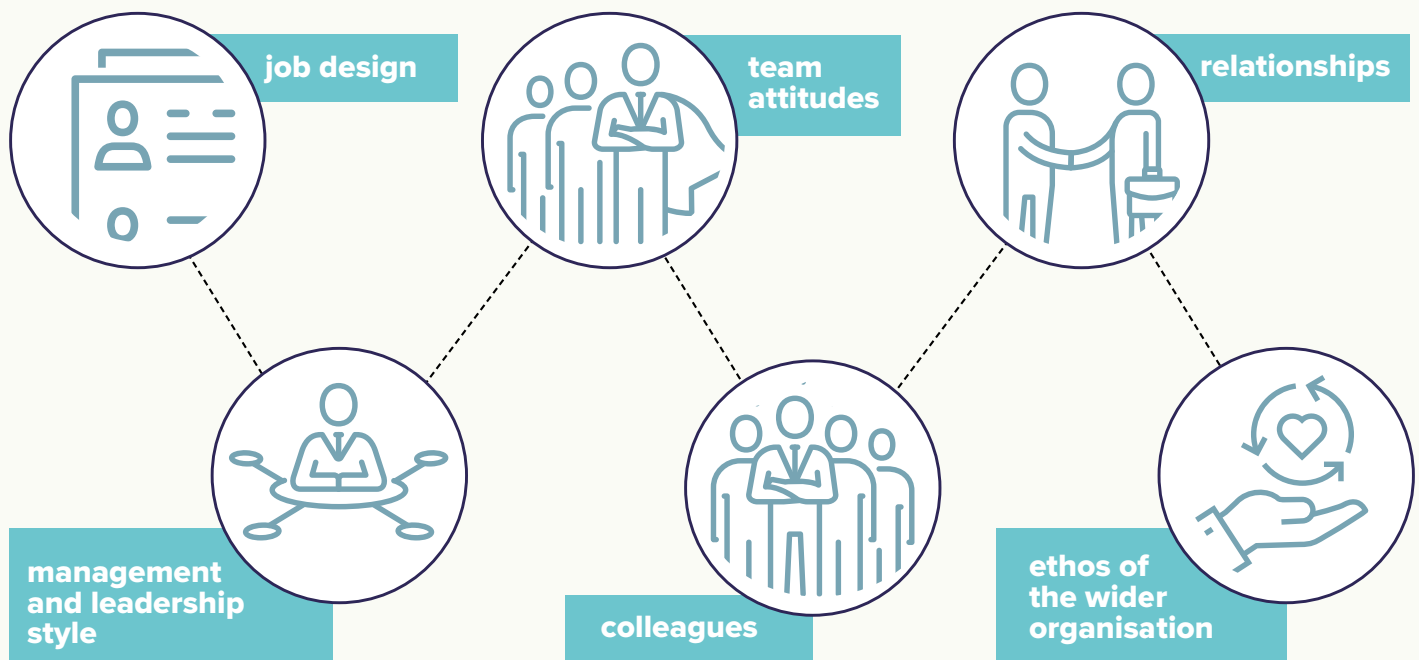 job design
team
attitudes
relationships
management
and leadership
style
colleagues
ethos of
the wider
organisation